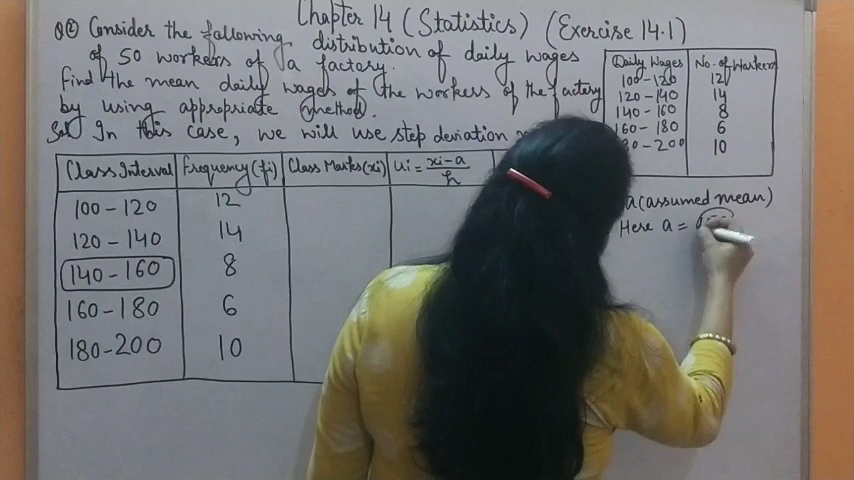 Chapter 14 (Statistics) (Exercise 14.1)
Q② Consider the following distribution of daily wages
of 50 workers of a factory.
Find the mean daily wages of the workers of the factory
by using appropriate method.
Sol In this case, we will use step deviation
Daily Wages No. of Workers
100-120 12
120-140 14
140-160 8
160-180 6
80-200 10
Class Interval Frequency (fi) Class Marks (xi) ui = xi-a/h
100-120 12
120-140 14
140-160 8
160-180 6
180-200 10
a (assumed mean)
Here a =